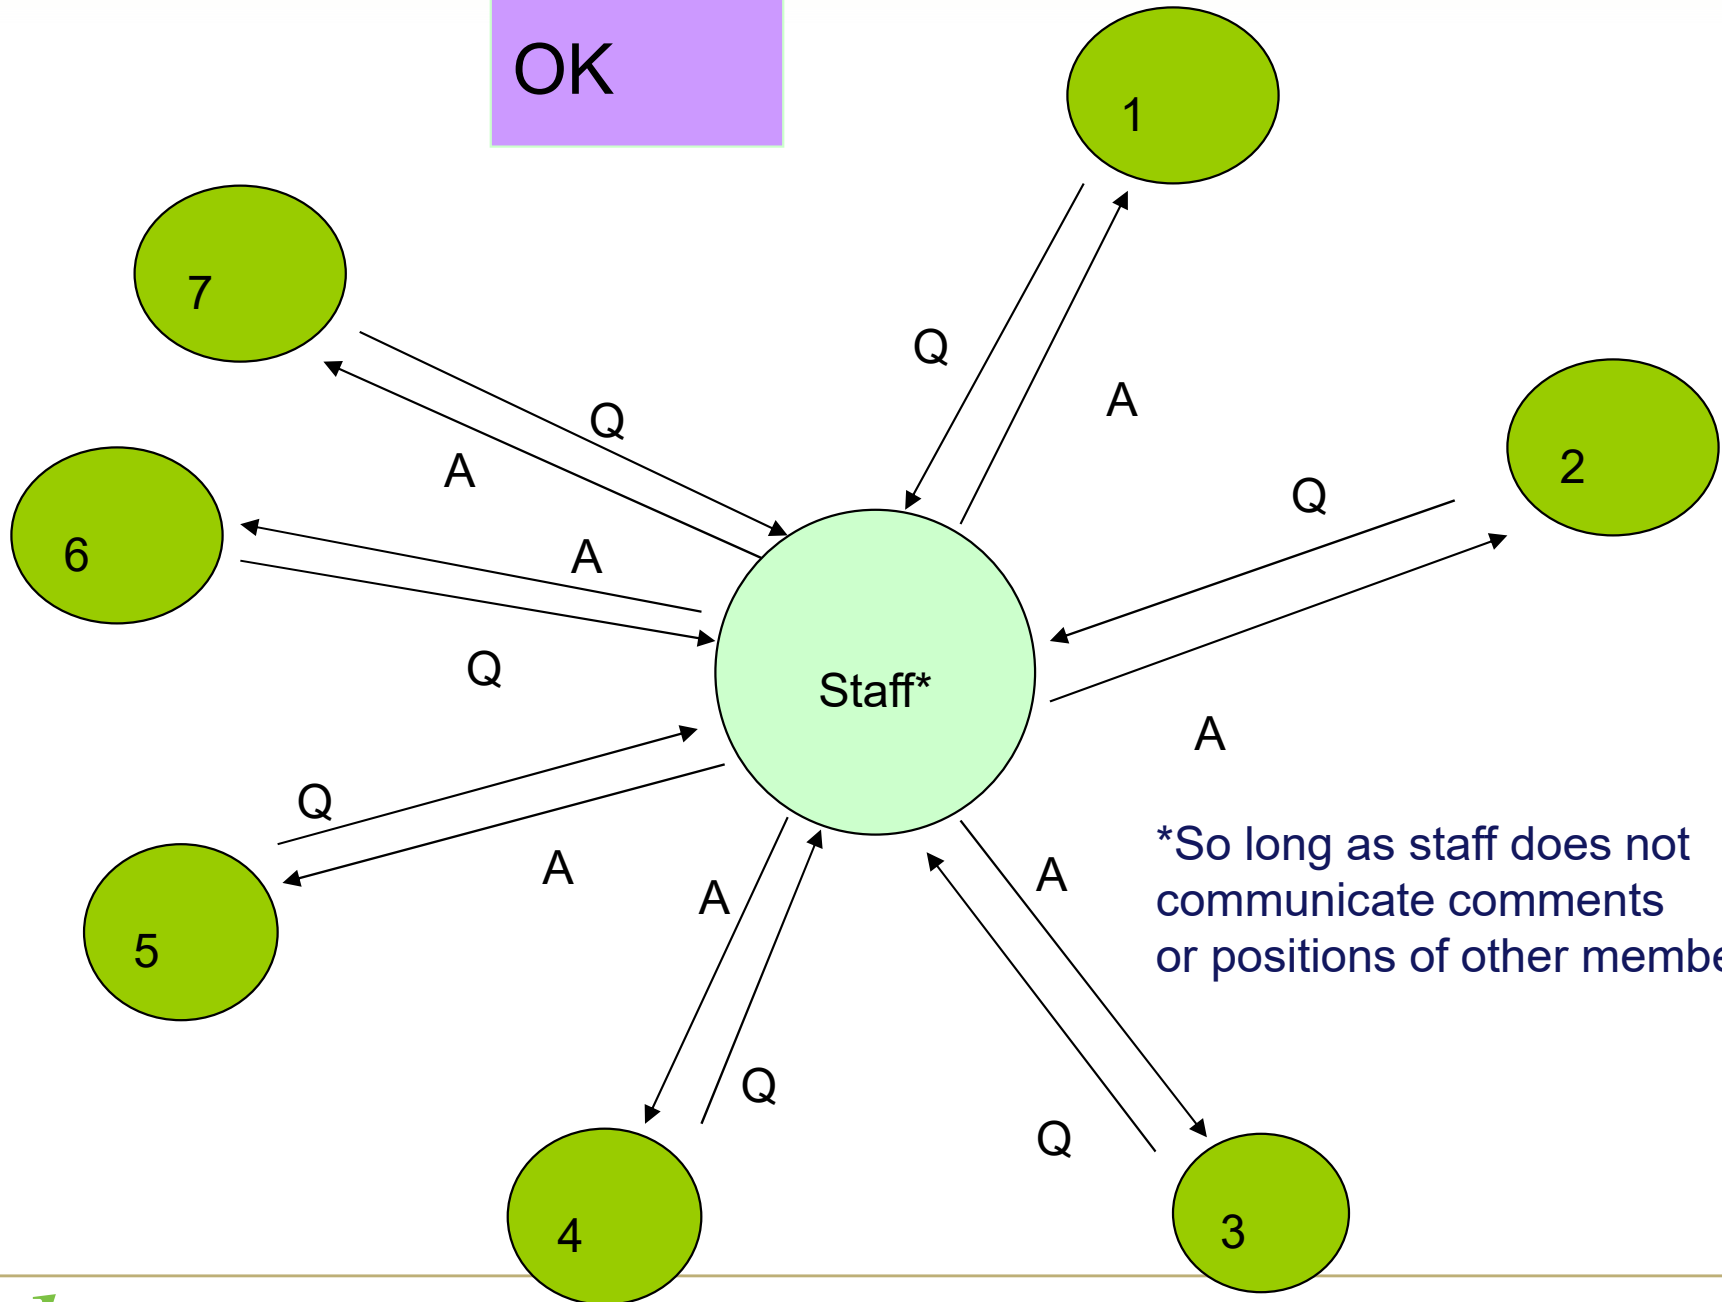 OK
1
7
Q
A
2
Q
A
Q
6
A
Q
Staff*
A
Q
*So long as staff does not
A
A
communicate comments
A
or positions of other
5
Q
Q
4
3